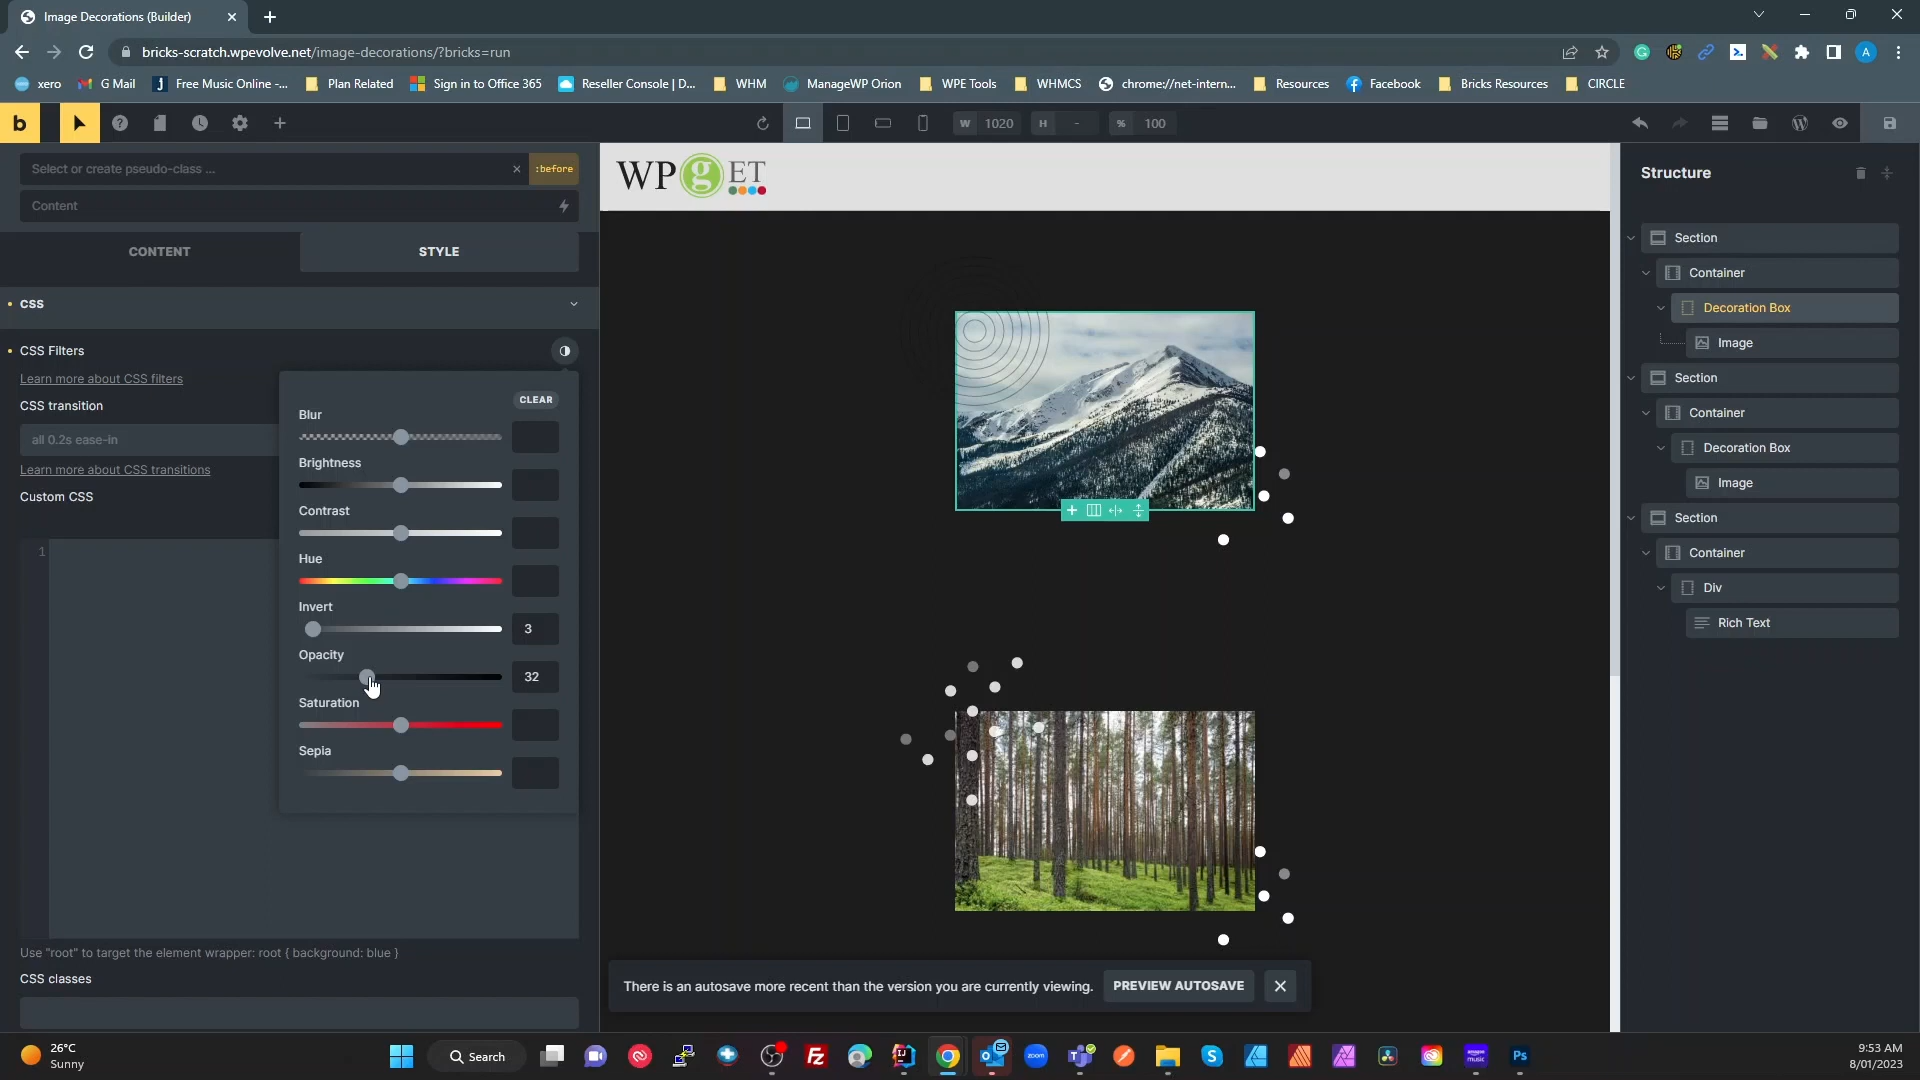 Image Decorations (Builder)
bricks-scratch.wpevolve.net/image-decorations/?bricks=run
A
xero
G Mail
Free Music Online -...
Plan Related
Sign in to Office 365
Reseller Console | D...
WHM
ManageWP Orion
WPE Tools
WHMCS
chrome://net-intern...
Resources
Facebook
Bricks Resources
CIRCLE
b
W 1020
H -
% 100
Select or create pseudo-class ...
:before
Content
CONTENT
STYLE
CSS
CSS Filters
Learn more about CSS filters
CSS transition
all 0.2s ease-in
Learn more about CSS transitions
Custom CSS
1
CLEAR
Blur
Brightness
Contrast
Hue
Invert
3
Opacity
32
Saturation
Sepia
Use "root" to target the element wrapper: root { background: blue }
CSS classes
WP g ET
There is an autosave more recent than the version you are currently viewing.
PREVIEW AUTOSAVE
Structure
Section
Container
Decoration Box
Image
Section
Container
Decoration Box
Image
Section
Container
Div
Rich Text
26°C
Sunny
Search
zoom
Ps
9:53 AM
8/01/2023